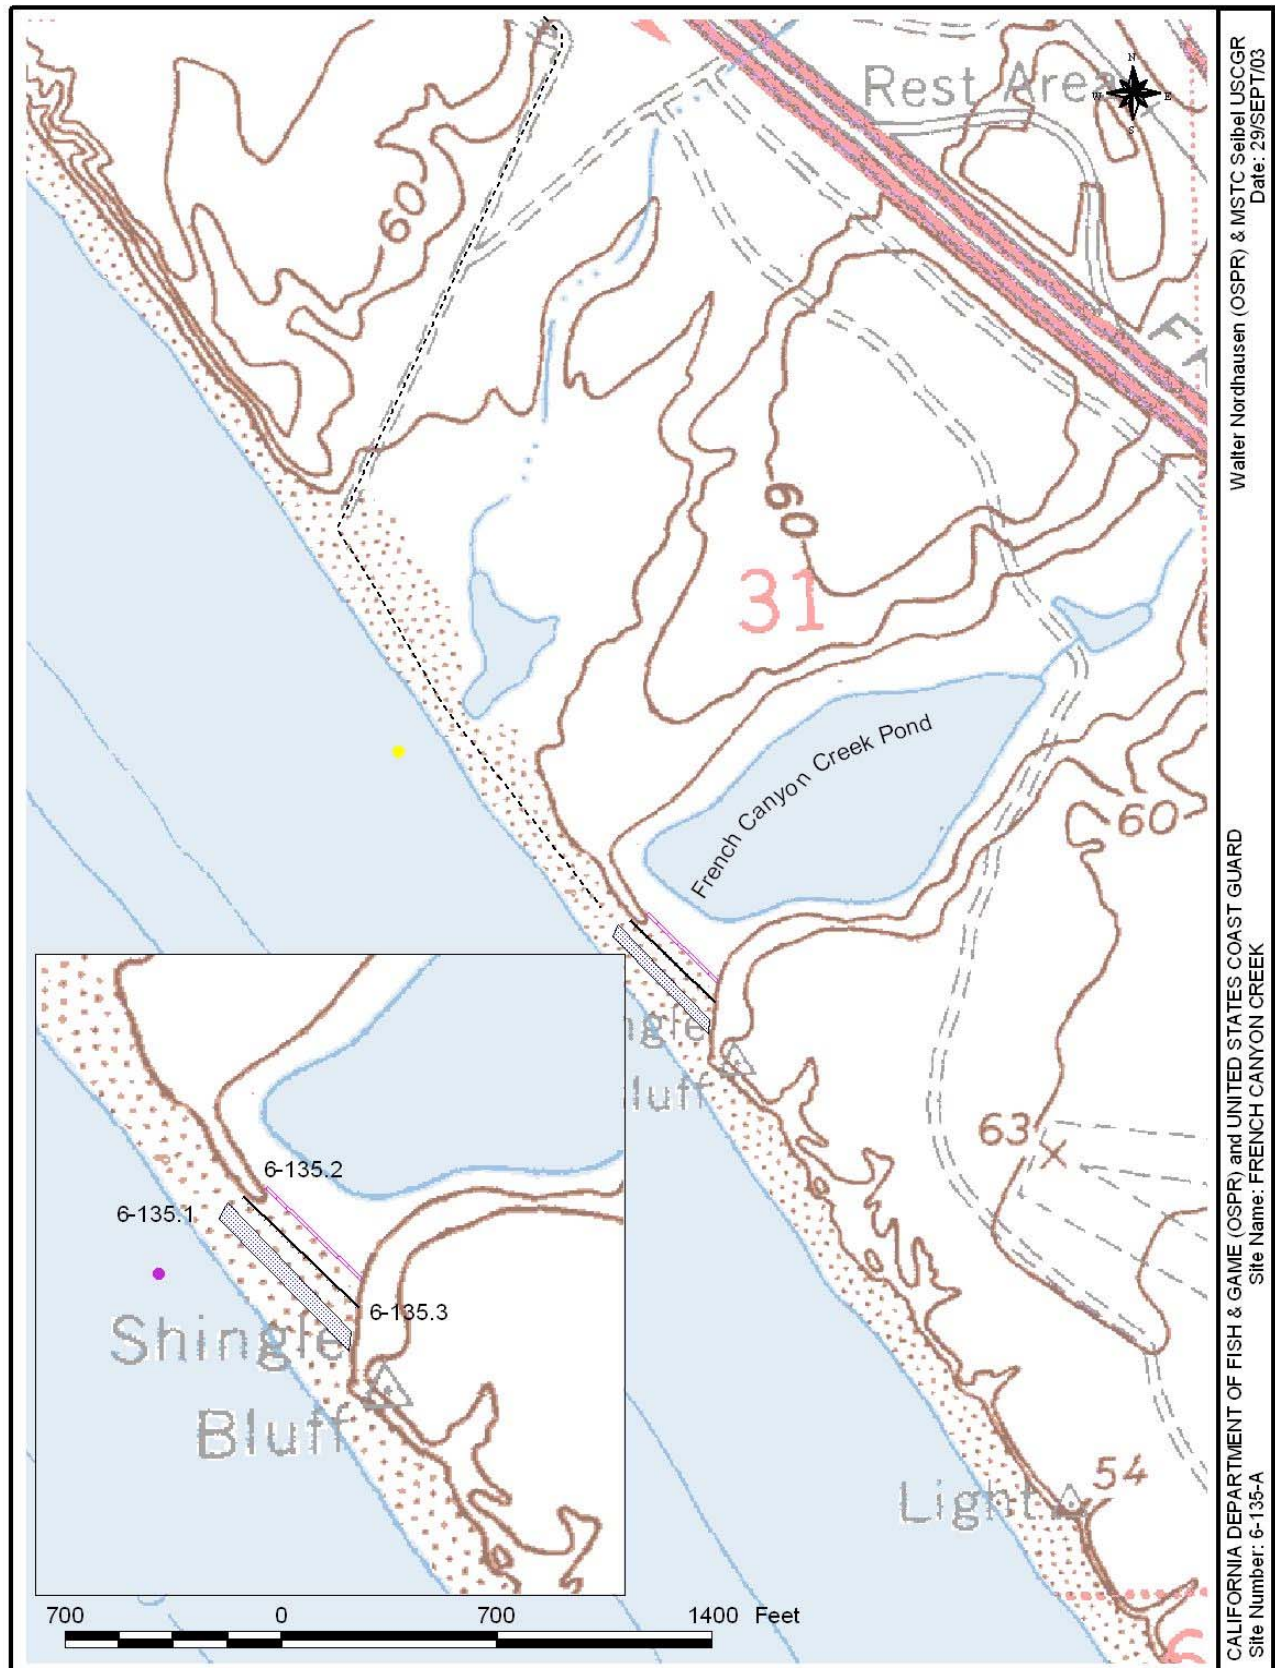 Rest Area
N
W
E
S
60
60
31
French Canyon Creek Pond
60
ngle
luff
63
6-135.2
6-135.1
6-135.3
Shingle
Bluff
54
Light
700 0 700 1400 Feet
Walter Nordhausen (OSPR) & MSTC Seibel USCGR
Date: 29/SEPT/03
CALIFORNIA DEPARTMENT OF FISH & GAME (OSPR) and UNITED STATES COAST GUARD
Site Number: 6-135-A Site Name: FRENCH CANYON CREEK